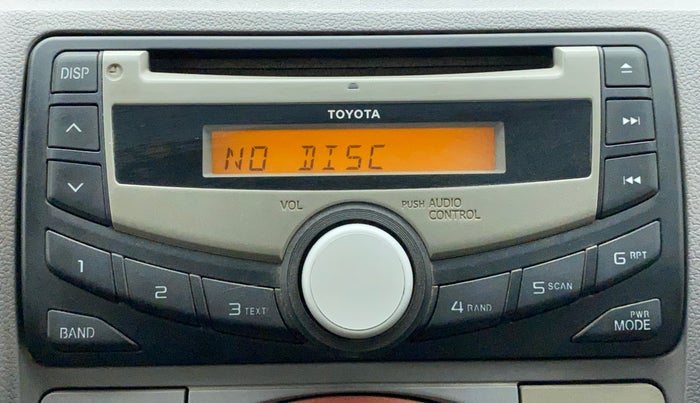 DISP
TOYOTA
NO DISC
VOL
PUSH AUDIO
CONTROL
1
2
3 TEXT
4 RAND
5 SCAN
6 RPT
BAND
PWR
MODE